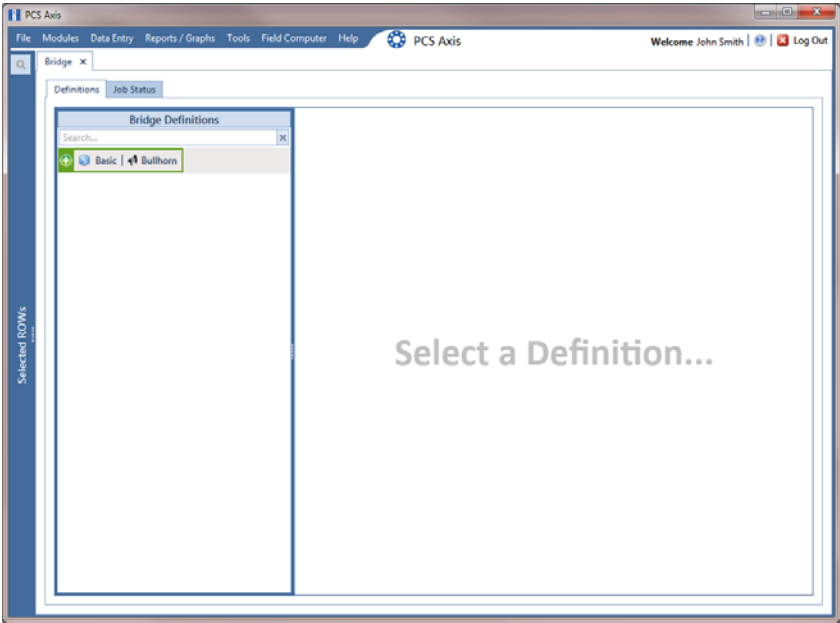 PCS Axis
File Modules Data Entry Reports / Graphs Tools Field Computer Help PCS Axis Welcome John Smith | Log Out
Bridge ×
Definitions Job Status
Bridge Definitions
Search...
Basic | Bullhorn
Select a Definition...
Selected ROWs